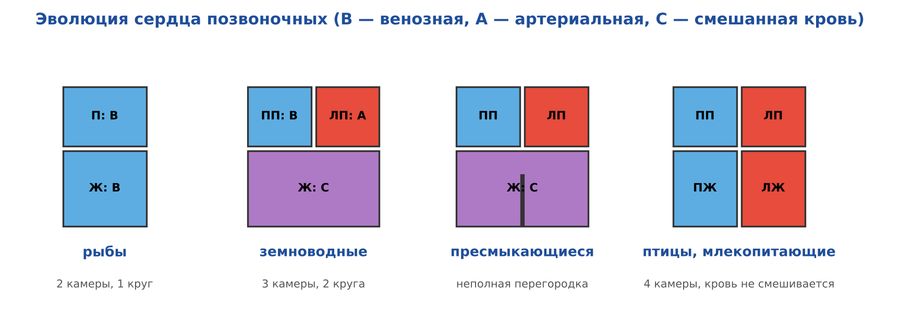 Эволюция сердца позвоночных (В — венозная, А — артериальная, С — смешанная кровь)
П: В
ПП: В
ЛП: А
ПП
ЛП
ПП
ЛП
Ж: В
Ж: С
Ж: С
ПЖ
ЛЖ
рыбы
земноводные
пресмыкающиеся
птицы, млекопитающие
2 камеры, 1 круг
3 камеры, 2 круга
неполная перегородка
4 камеры, кровь не смешивается